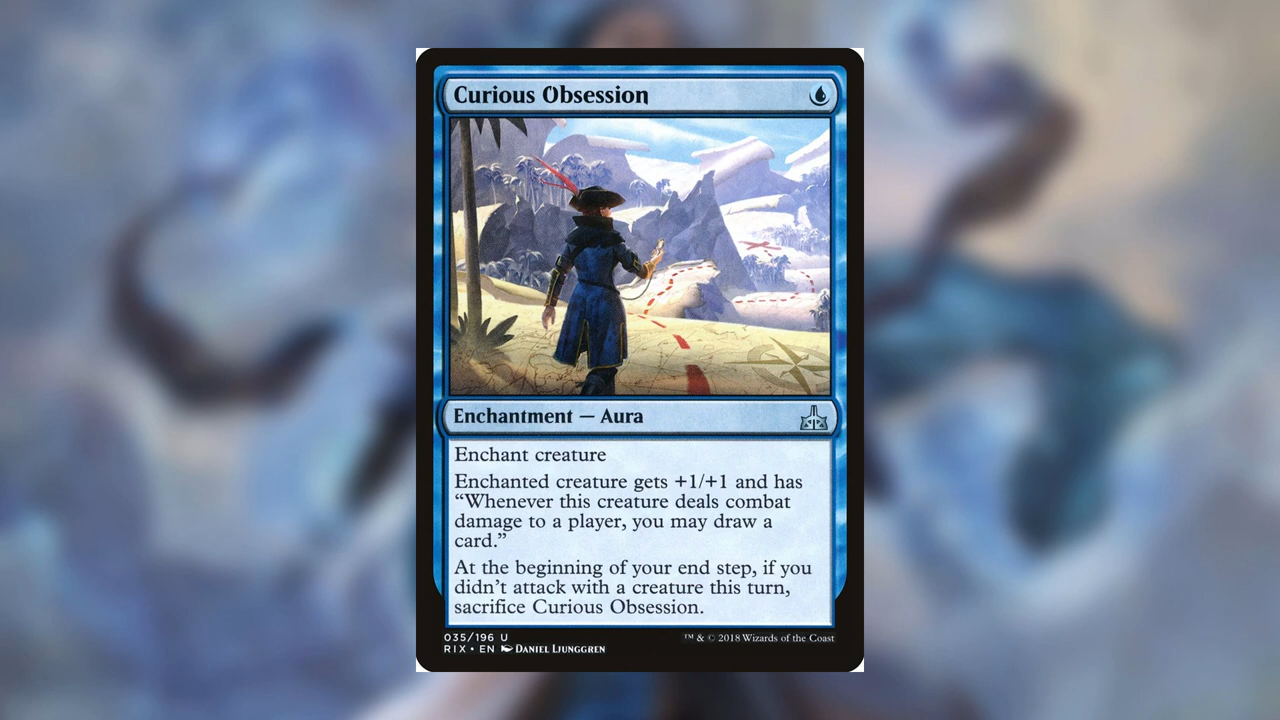 Curious Obsession
Enchantment — Aura
Enchant creature
Enchanted creature gets +1/+1 and has
“Whenever this creature deals combat
damage to a player, you may draw a
card.”
At the beginning of your end step, if you
didn’t attack with a creature this turn,
sacrifice Curious Obsession.
035/196 U
™ & © 2018 Wizards of the Coast
RIX • EN Daniel Ljunggren